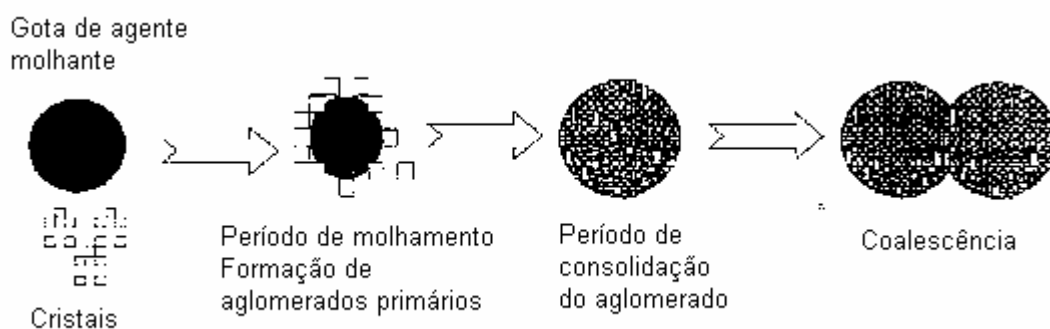 Gota de agente
molhante
Cristais
Período de molhamento
Formação de
aglomerados primários
Período de
consolidação
do aglomerado
Coalescência